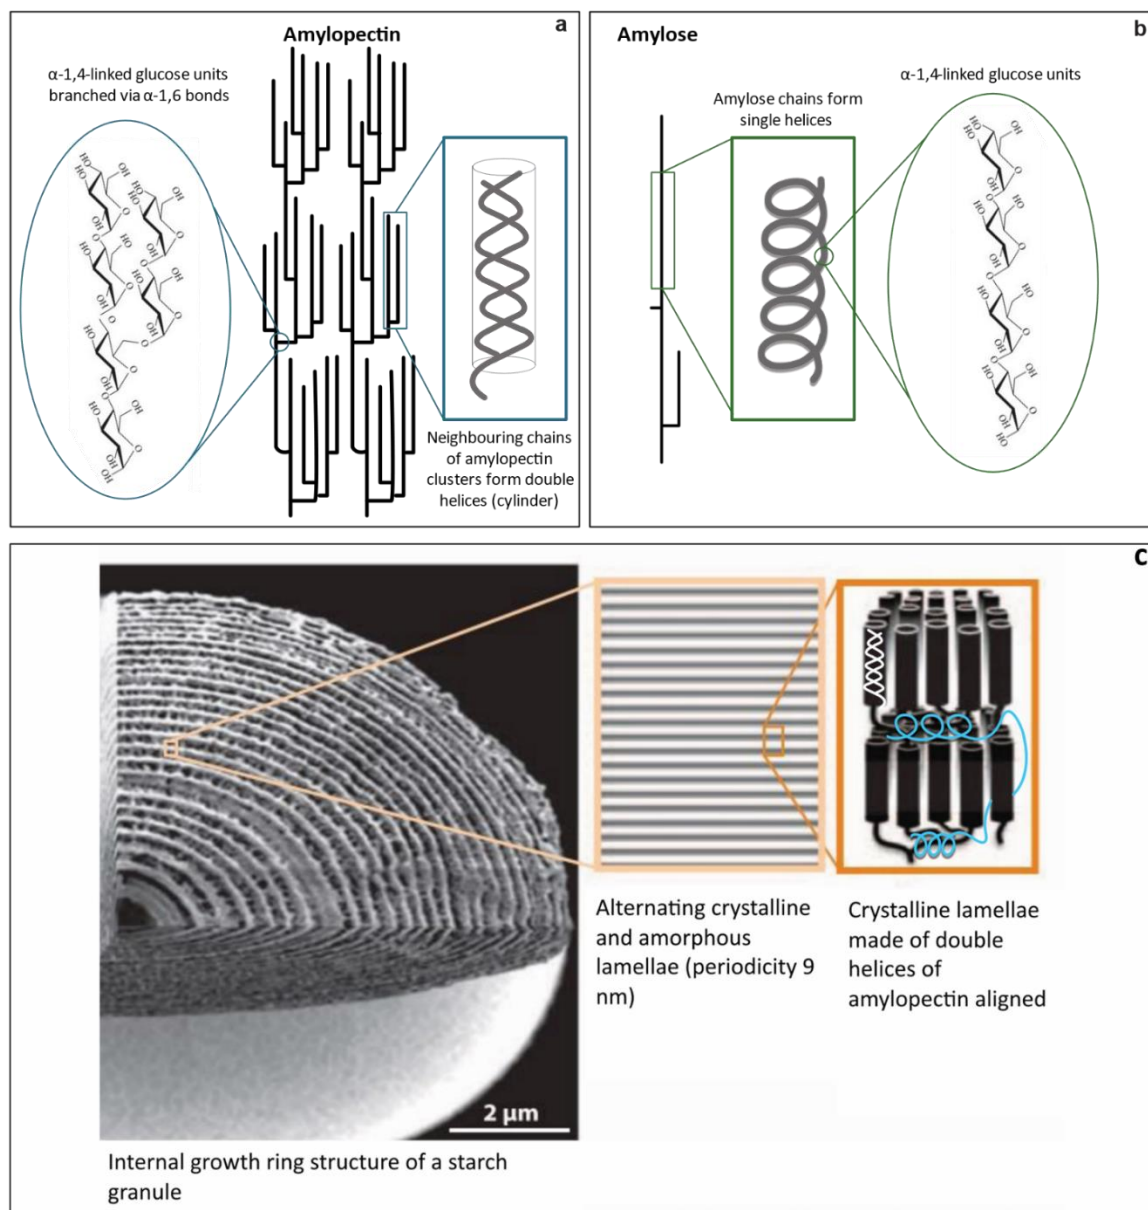 a
Amylopectin
α-1,4-linked glucose units
branched via α-1,6 bonds
Neighbouring chains
of amylopectin
clusters form double
helices (cylinder)
b
Amylose
α-1,4-linked glucose units
Amylose chains form
single helices
c
2 µm
Internal growth ring structure of a starch
granule
Alternating crystalline
and amorphous
lamellae (periodicity 9
nm)
Crystalline lamellae
made of double
helices of
amylopectin aligned